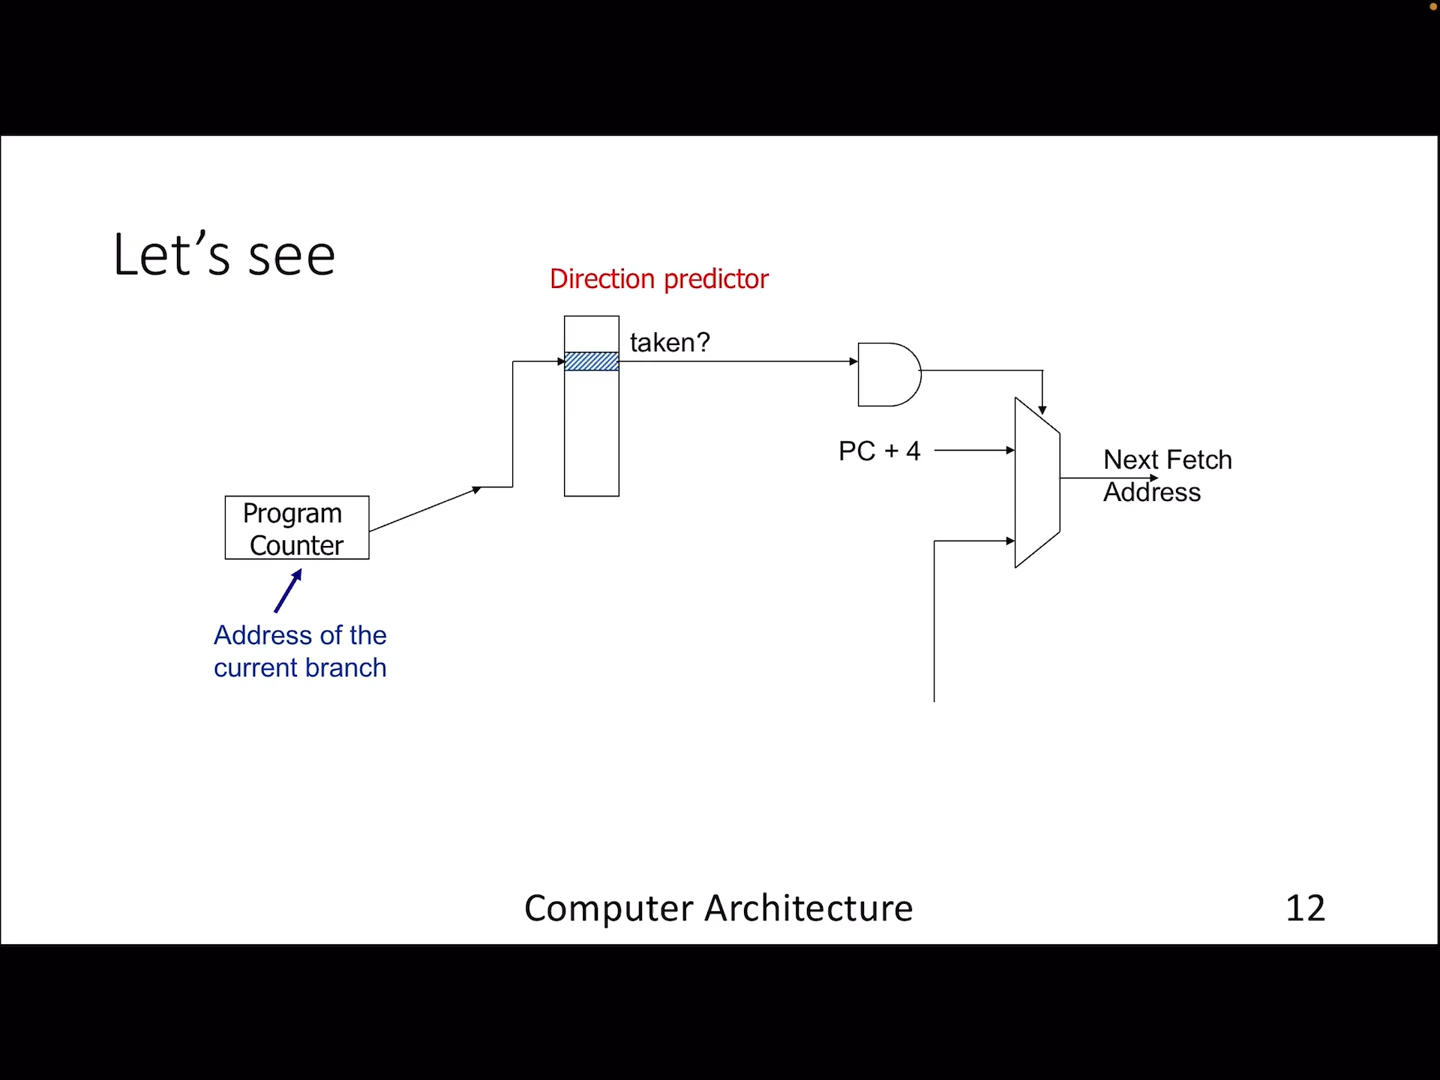 Let’s see
Direction predictor
taken?
PC + 4
Next Fetch
Address
Program
Counter
Address of the
current branch
Computer Architecture
12